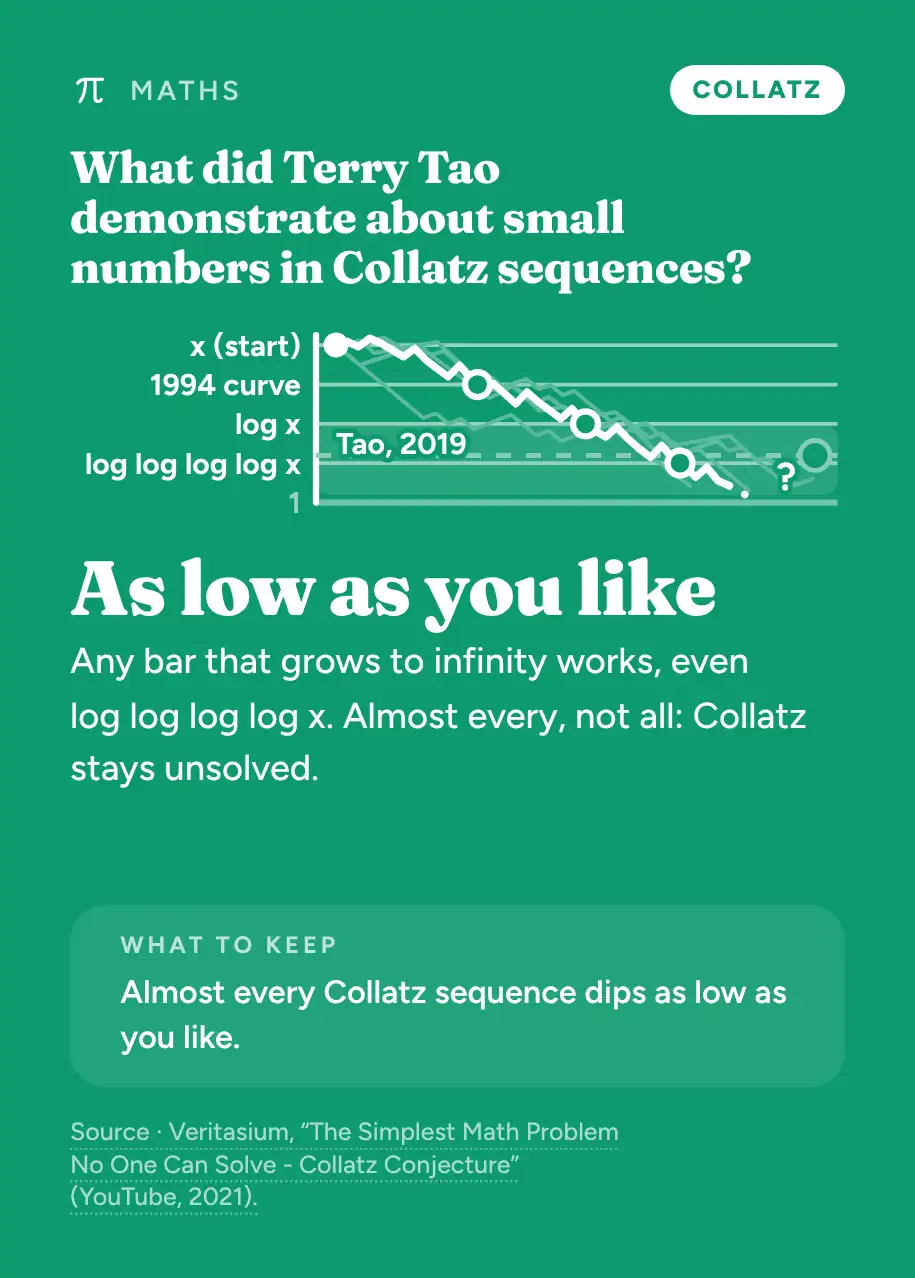 π MATHS
COLLATZ
What did Terry Tao
demonstrate about small
numbers in Collatz sequences?
x (start)
1994 curve
log x
Tao, 2019
log log log log x
?
1
As low as you like
Any bar that grows to infinity works, even
log log log log x. Almost every, not all: Collatz
stays unsolved.
WHAT TO KEEP
Almost every Collatz sequence dips as low as
you like.
Source · Veritasium, “The Simplest Math Problem
No One Can Solve - Collatz Conjecture”
(YouTube, 2021).